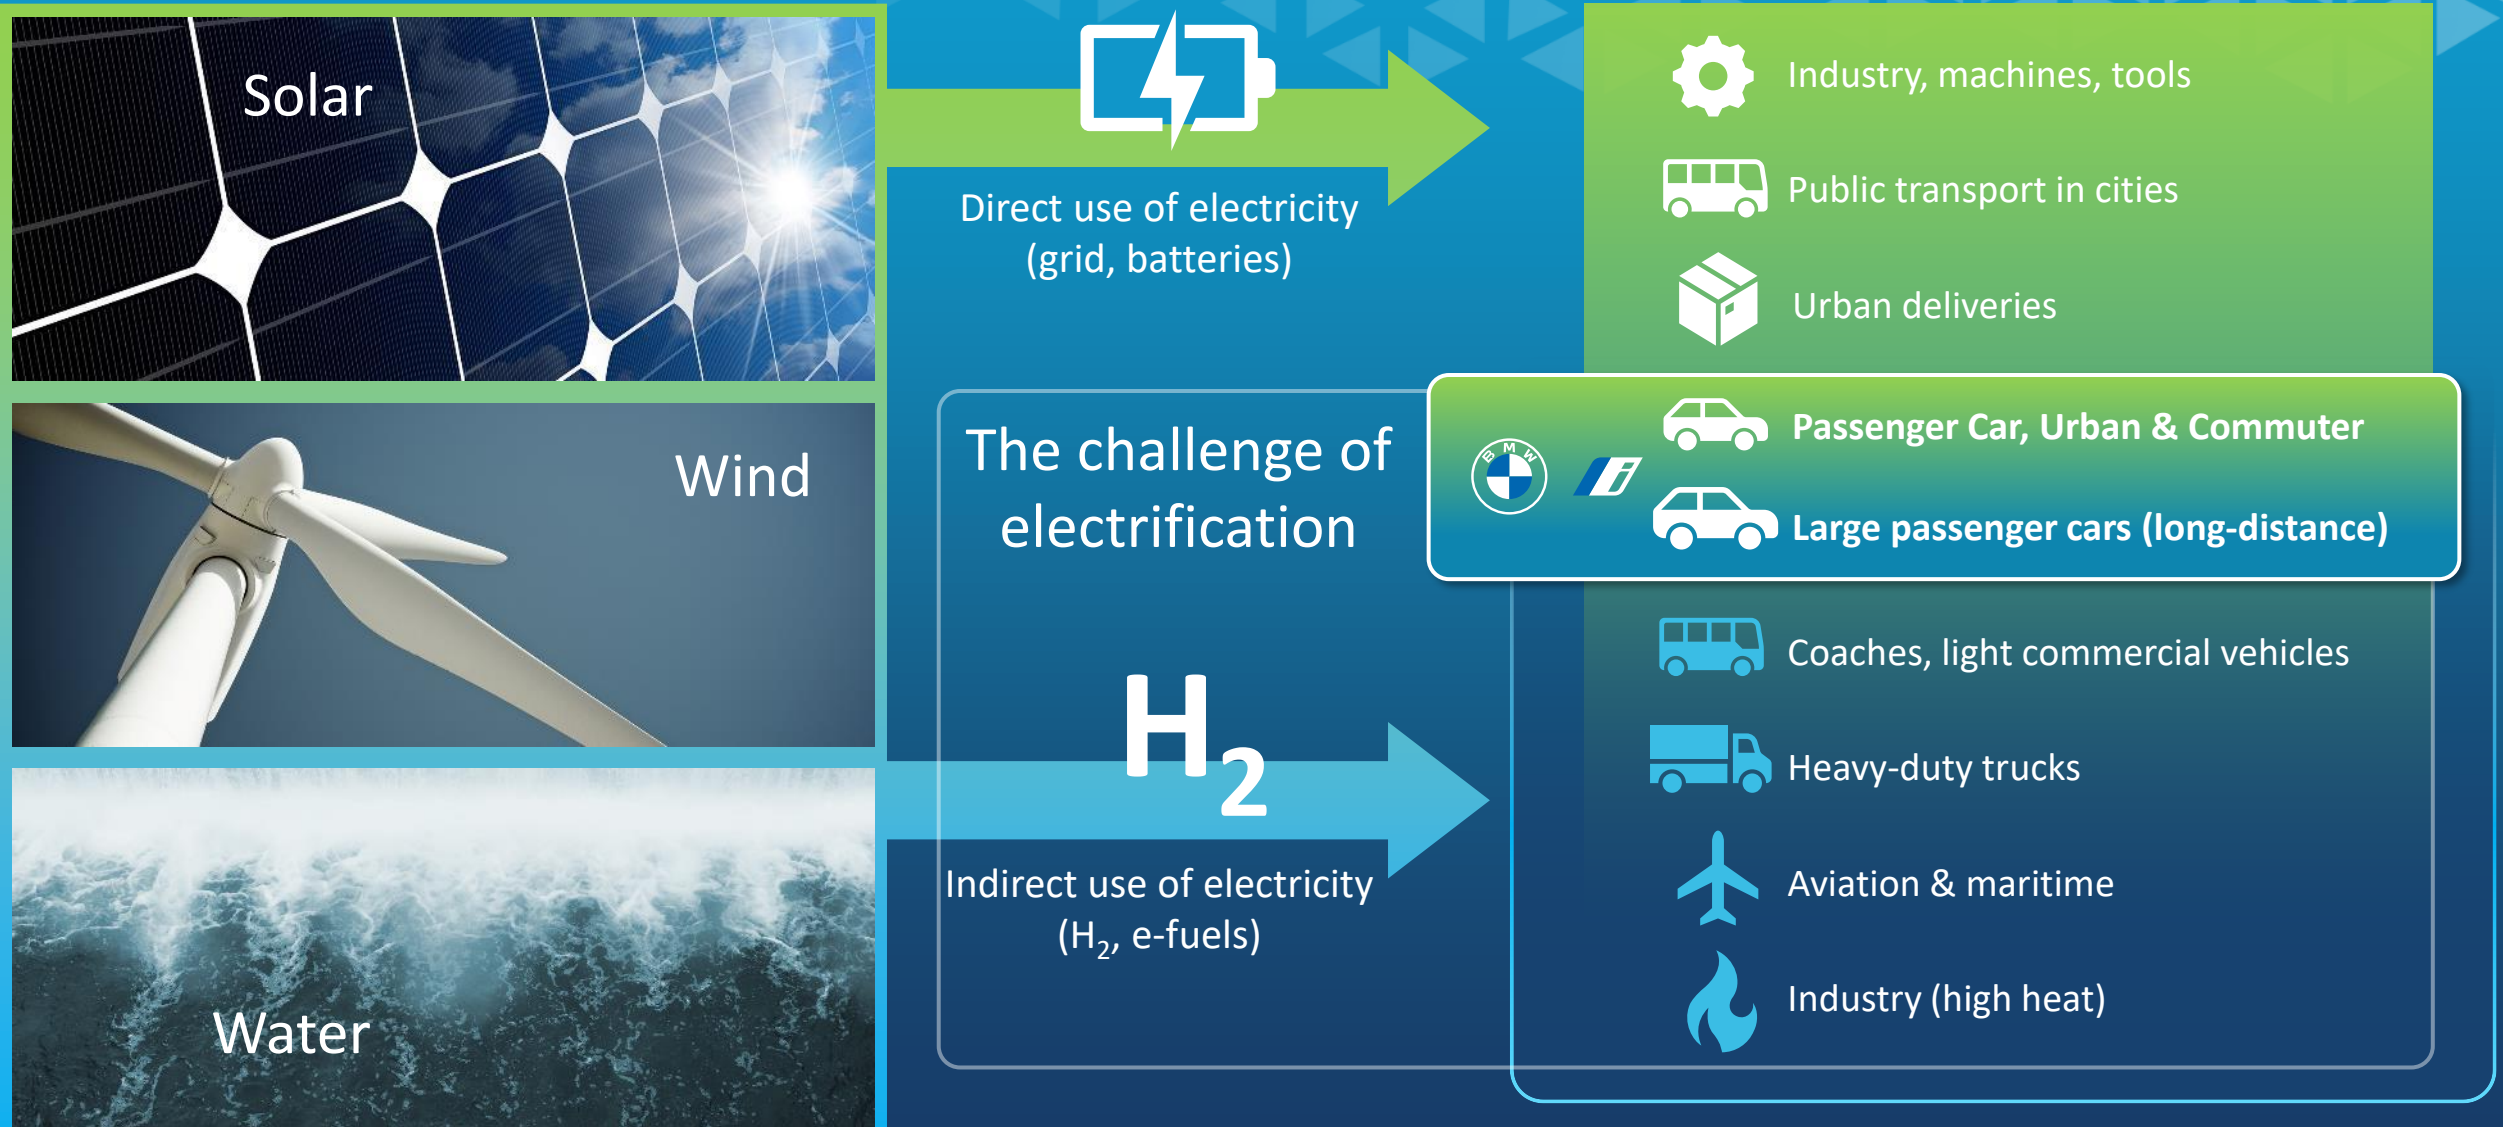 Solar
Wind
Water
Direct use of electricity
(grid, batteries)
The challenge of
electrification
H₂
Indirect use of electricity
(H₂, e-fuels)
Industry, machines, tools
Public transport in cities
Urban deliveries
BMW
i
Passenger Car, Urban & Commuter
Large passenger cars (long-distance)
Coaches, light commercial vehicles
Heavy-duty trucks
Aviation & maritime
Industry (high heat)